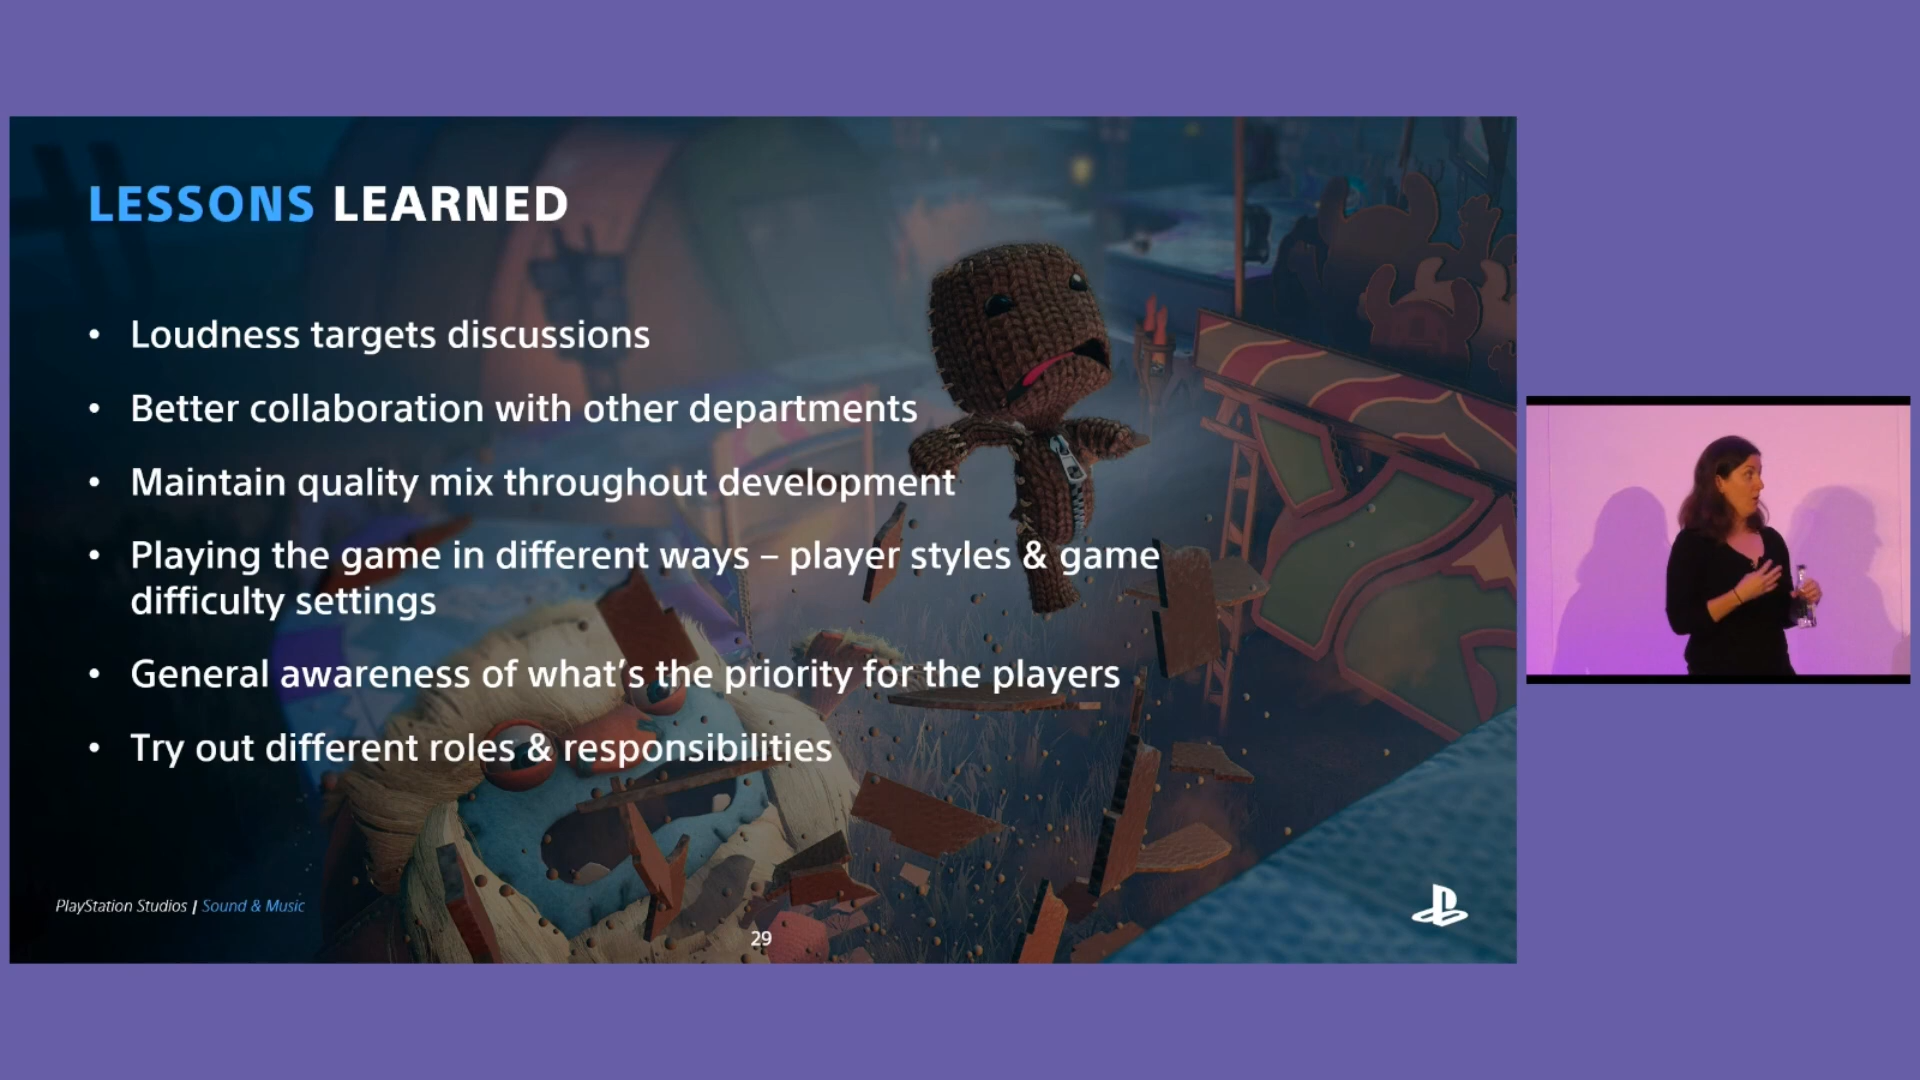 LESSONS LEARNED
• Loudness targets discussions
• Better collaboration with other departments
• Maintain quality mix throughout development
• Playing the game in different ways – player styles & game
difficulty settings
• General awareness of what’s the priority for the players
• Try out different roles & responsibilities
PlayStation Studios | Sound & Music
29